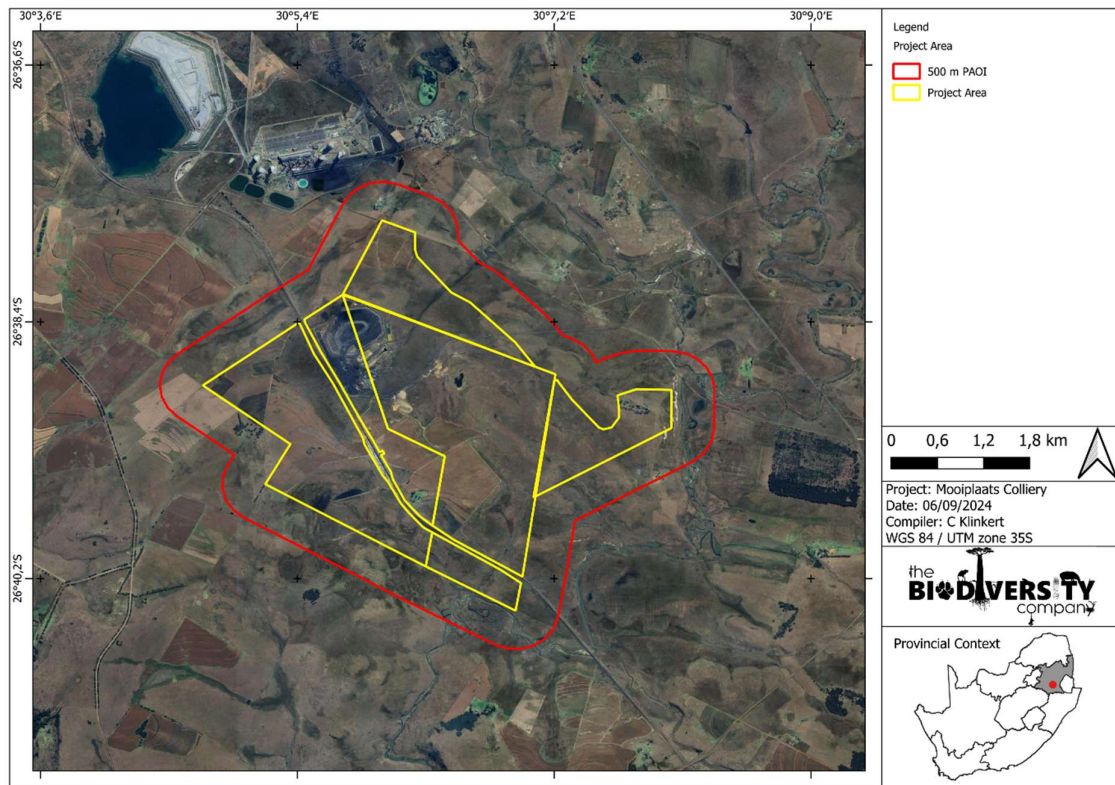 30°3,6'E
30°5,4'E
30°7,2'E
30°9,0'E
26°36,6'S
26°38,4'S
26°40,2'S
Legend
Project Area
500 m PAOI
Project Area
0 0,6 1,2 1,8 km
Project: Mooiplaats Colliery
Date: 06/09/2024
Compiler: C Klinkert
WGS 84 / UTM zone 35S
the
BIODIVERSITY
company
Provincial Context